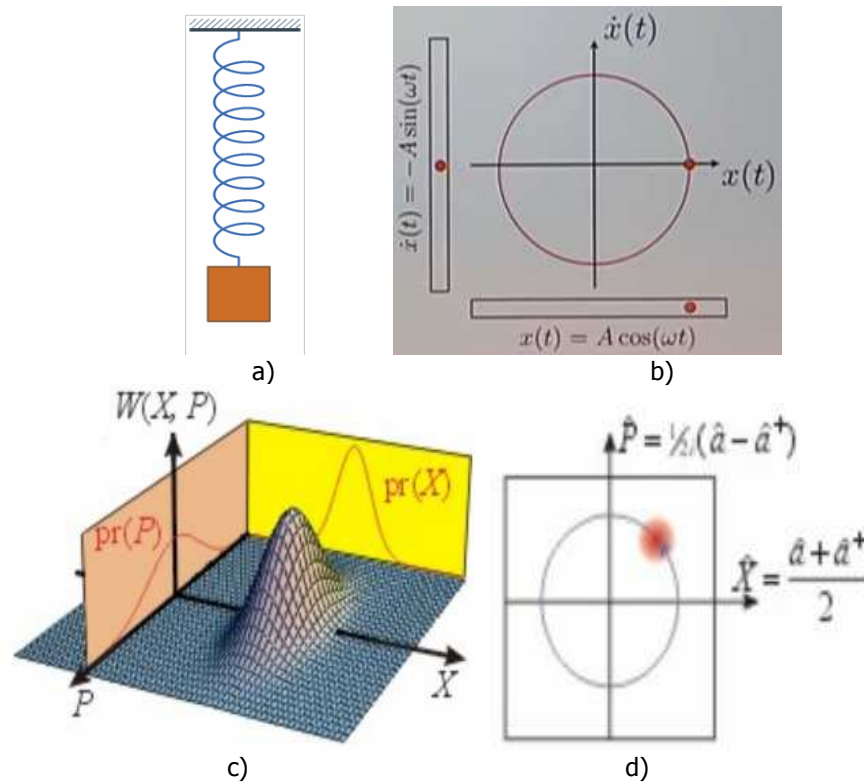 a)
ẋ(t)
x(t)
ẋ(t) = −A sin(ωt)
x(t) = A cos(ωt)
b)
W(X, P)
pr(P)
pr(X)
P
X
c)
P̂ = ½ᵢ(â − â⁺)
X̂ = (â + â⁺)/2
d)